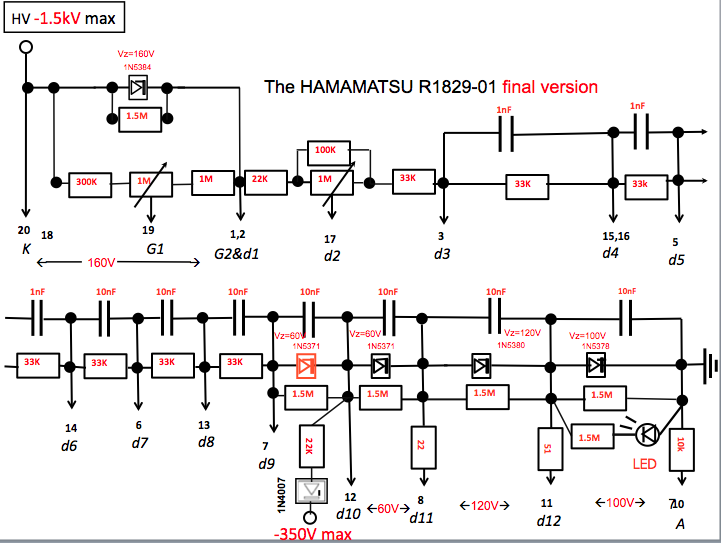 HV -1.5kV max
Vz=160V
1N5384
1.5M
The HAMAMATSU R1829-01 final version
1nF
1nF
300K
1M
1M
22K
100K
1M
33K
33K
33k
20
18
19
1,2
17
3
15,16
5
K
G1
G2&d1
d2
d3
d4
d5
160V
1nF
10nF
10nF
10nF
10nF
10nF
10nF
10nF
Vz=60V
1N5371
Vz=60V
1N5371
Vz=120V
1N5380
Vz=100V
1N5378
33K
33K
33K
33K
1.5M
1.5M
1.5M
1.5M
1.5M
LED
22K
22
51
10k
14
6
13
7
d6
d7
d8
d9
1N4007
-350V max
12
d10
60V
8
d11
120V
11
d12
100V
10
A